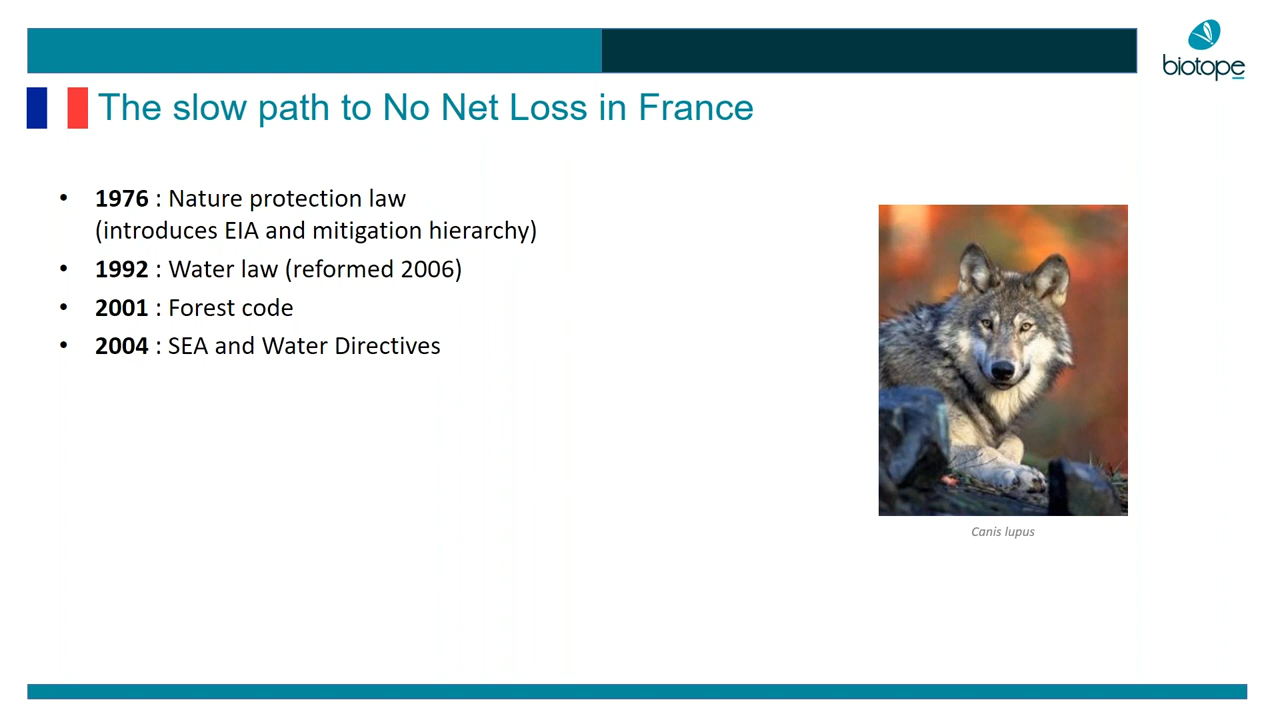 biotope
The slow path to No Net Loss in France
• 1976 : Nature protection law
(introduces EIA and mitigation hierarchy)
• 1992 : Water law (reformed 2006)
• 2001 : Forest code
• 2004 : SEA and Water Directives
Canis lupus